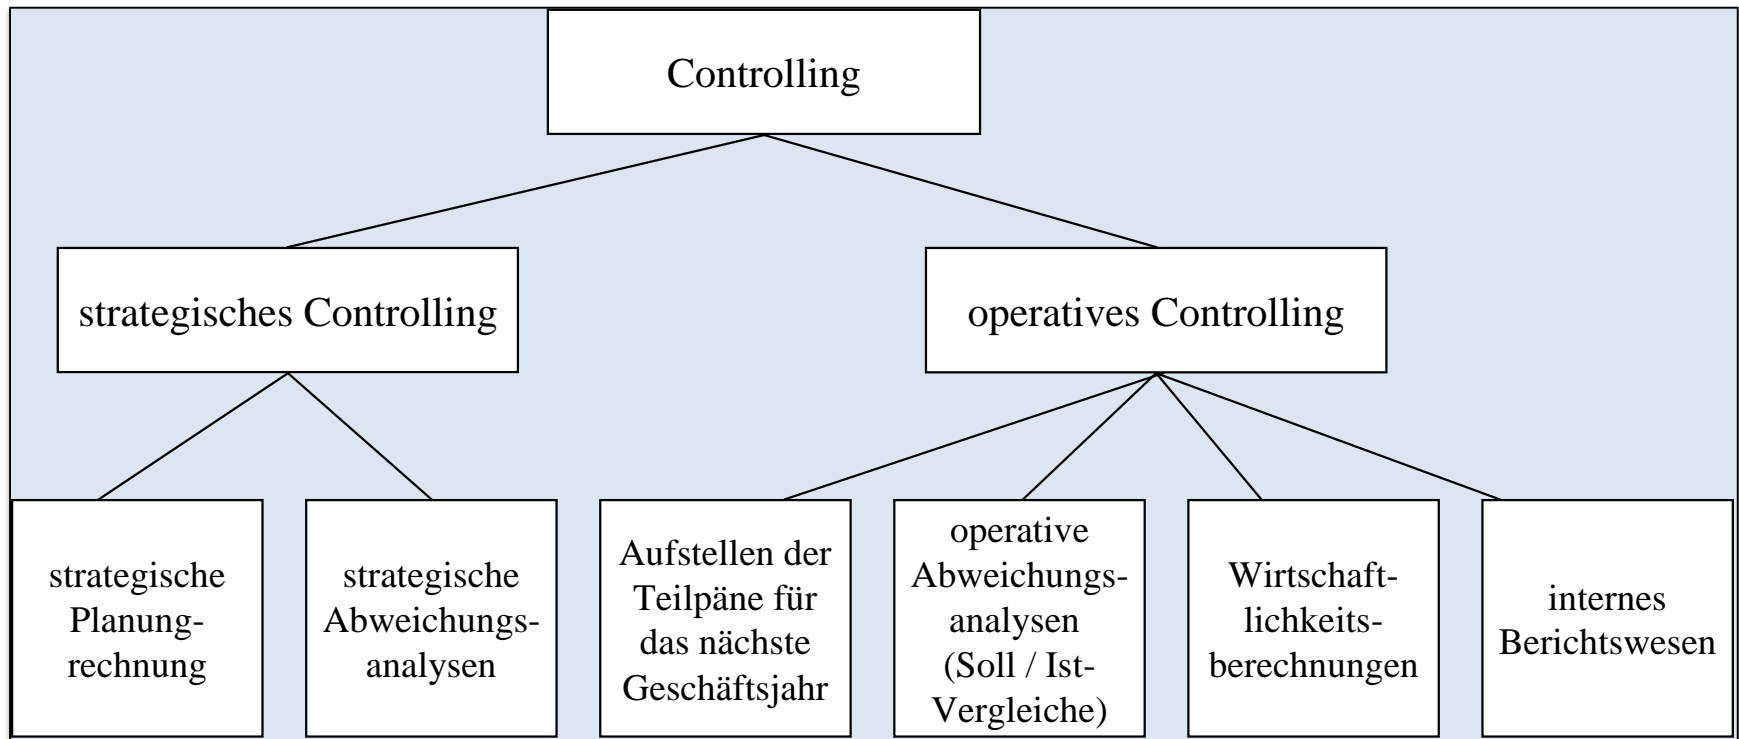 Controlling
strategisches Controlling
operatives Controlling
strategische
Planung-
rechnung
strategische
Abweichungs-
analysen
Aufstellen der
Teilpäne für
das nächste
Geschäftsjahr
operative
Abweichungs-
analysen
(Soll / Ist-
Vergleiche)
Wirtschaft-
lichkeits-
berechnungen
internes
Berichtswesen